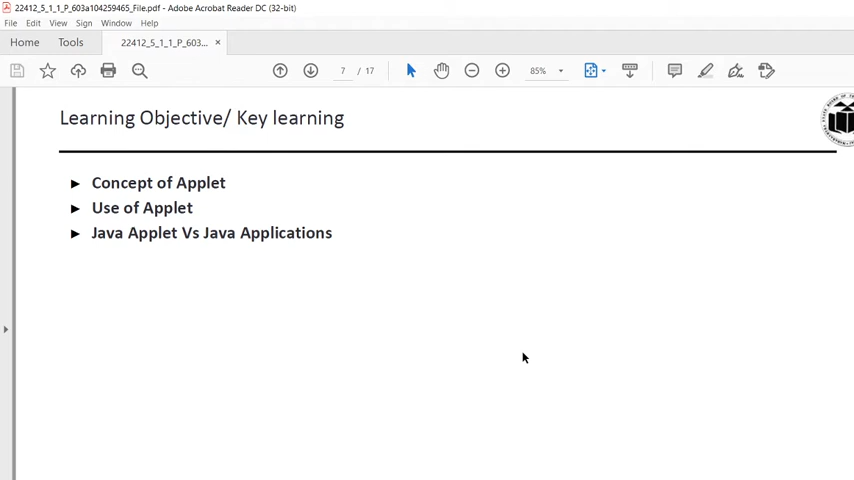 22412_5_1_1_P_603a104259465_File.pdf - Adobe Acrobat Reader DC (32-bit)
File Edit View Sign Window Help
Home Tools 22412_5_1_1_P_603... ×
7 / 17 85%
Learning Objective/ Key learning
► Concept of Applet
► Use of Applet
► Java Applet Vs Java Applications